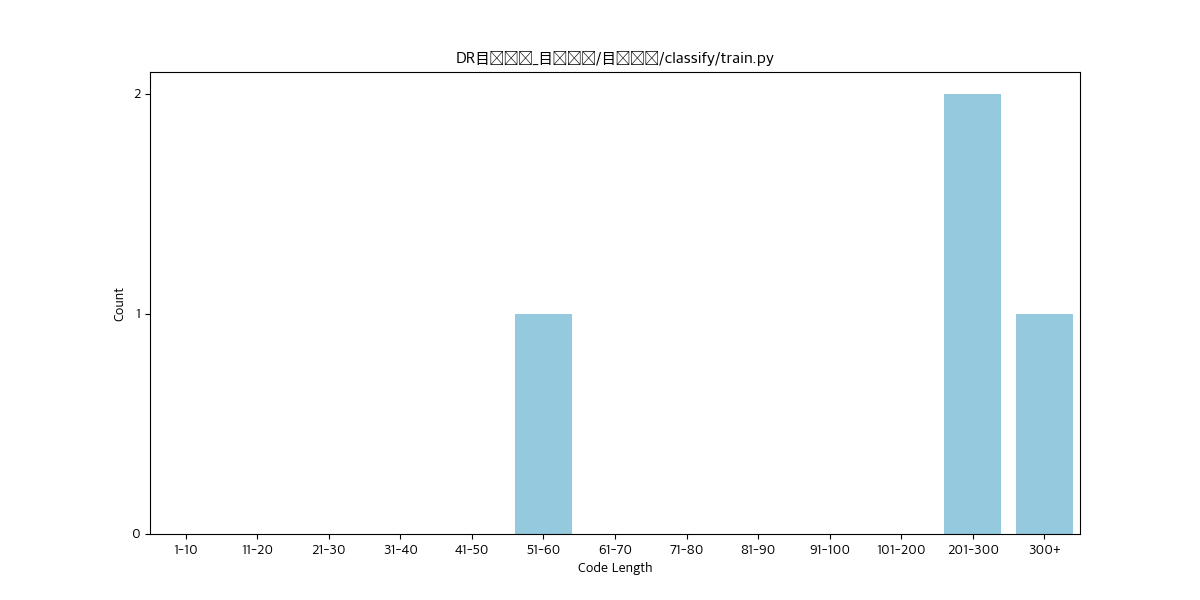 DR目_目/目/classify/train.py
2
1
0
Count
1-10 11-20 21-30 31-40 41-50 51-60 61-70 71-80 81-90 91-100 101-200 201-300 300+
Code Length